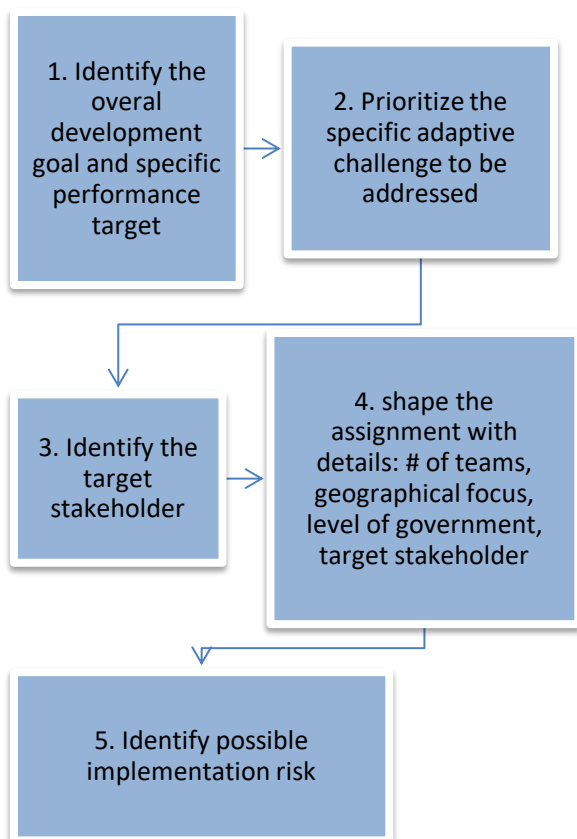 1. Identify the
overal
development
goal and specific
performance
target
2. Prioritize the
specific adaptive
challenge to be
addressed
3. Identify the
target
stakeholder
4. shape the
assignment with
details: # of teams,
geographical focus,
level of government,
target stakeholder
5. Identify possible
implementation risk